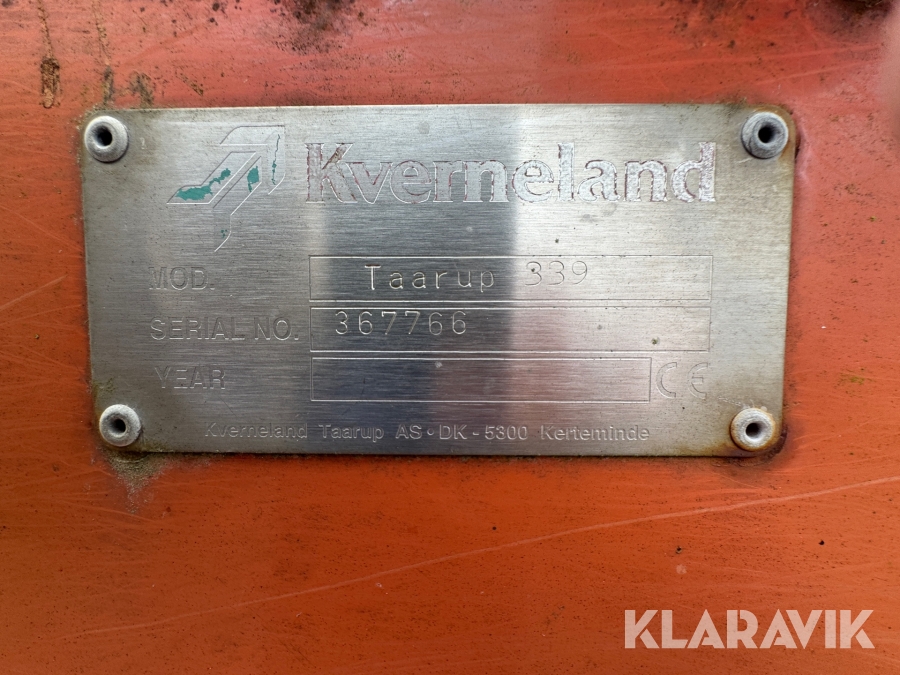 Kverneland
MOD. Taarup 339
SERIAL NO. 367766
YEAR CE
Kverneland Taarup AS • DK - 5300 Kerteminde
KLARAVIK